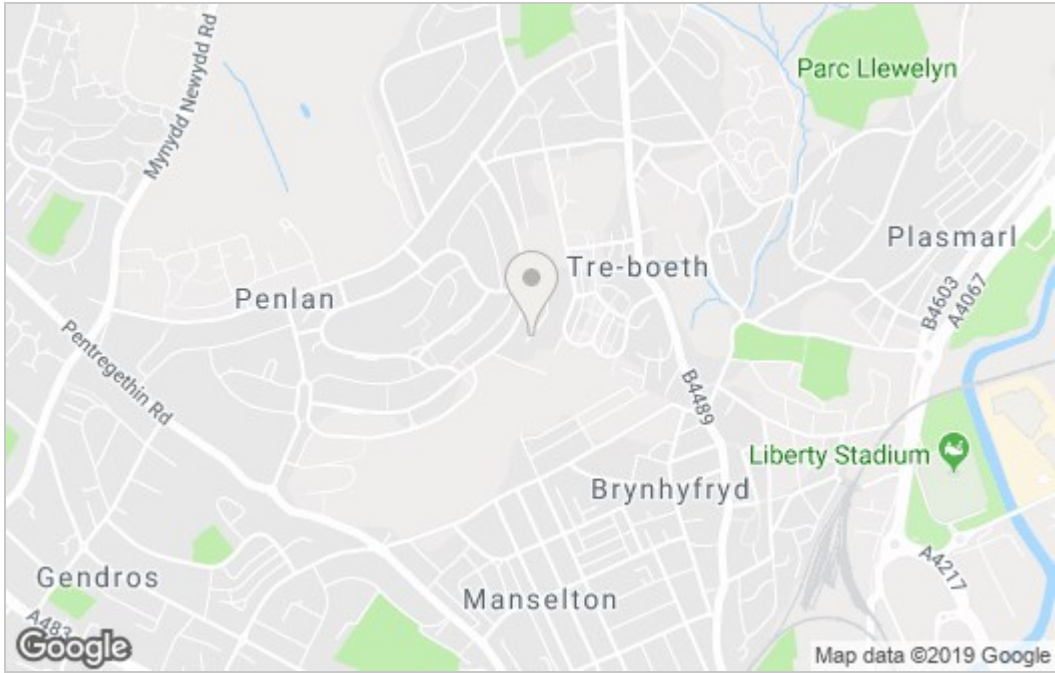 Mynydd Newydd Rd
Parc Llewelyn
Plasmarl
Tre-boeth
Penlan
B4603
A4067
Pentregethin Rd
B4489
Liberty Stadium
Brynhyfryd
A4217
Gendros
Manselton
A483
Google
Map data ©2019 Google